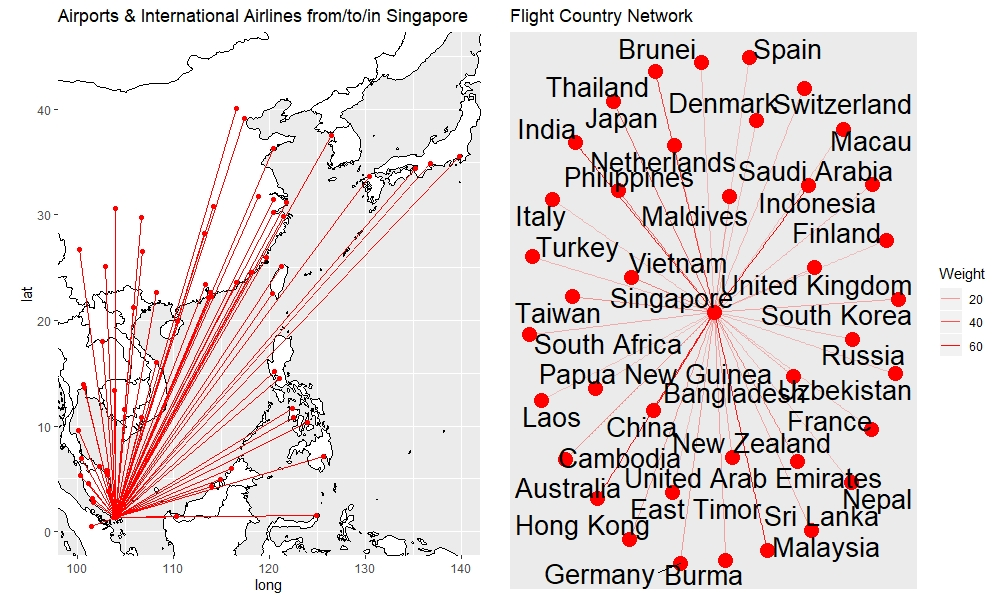 Airports & International Airlines from/to/in Singapore
40
30
20
10
0
lat
100
110
120
130
140
long
Flight Country Network
Brunei
Spain
Thailand
Denmark
Switzerland
Japan
India
Macau
Netherlands
Saudi Arabia
Philippines
Indonesia
Italy
Maldives
Finland
Turkey
Vietnam
United Kingdom
Singapore
Taiwan
South Korea
South Africa
Russia
Papua New Guinea
Bangladesh
Uzbekistan
Laos
China
France
New Zealand
Cambodia
United Arab Emirates
Australia
Nepal
East Timor
Sri Lanka
Hong Kong
Malaysia
Germany
Burma
Weight
20
40
60